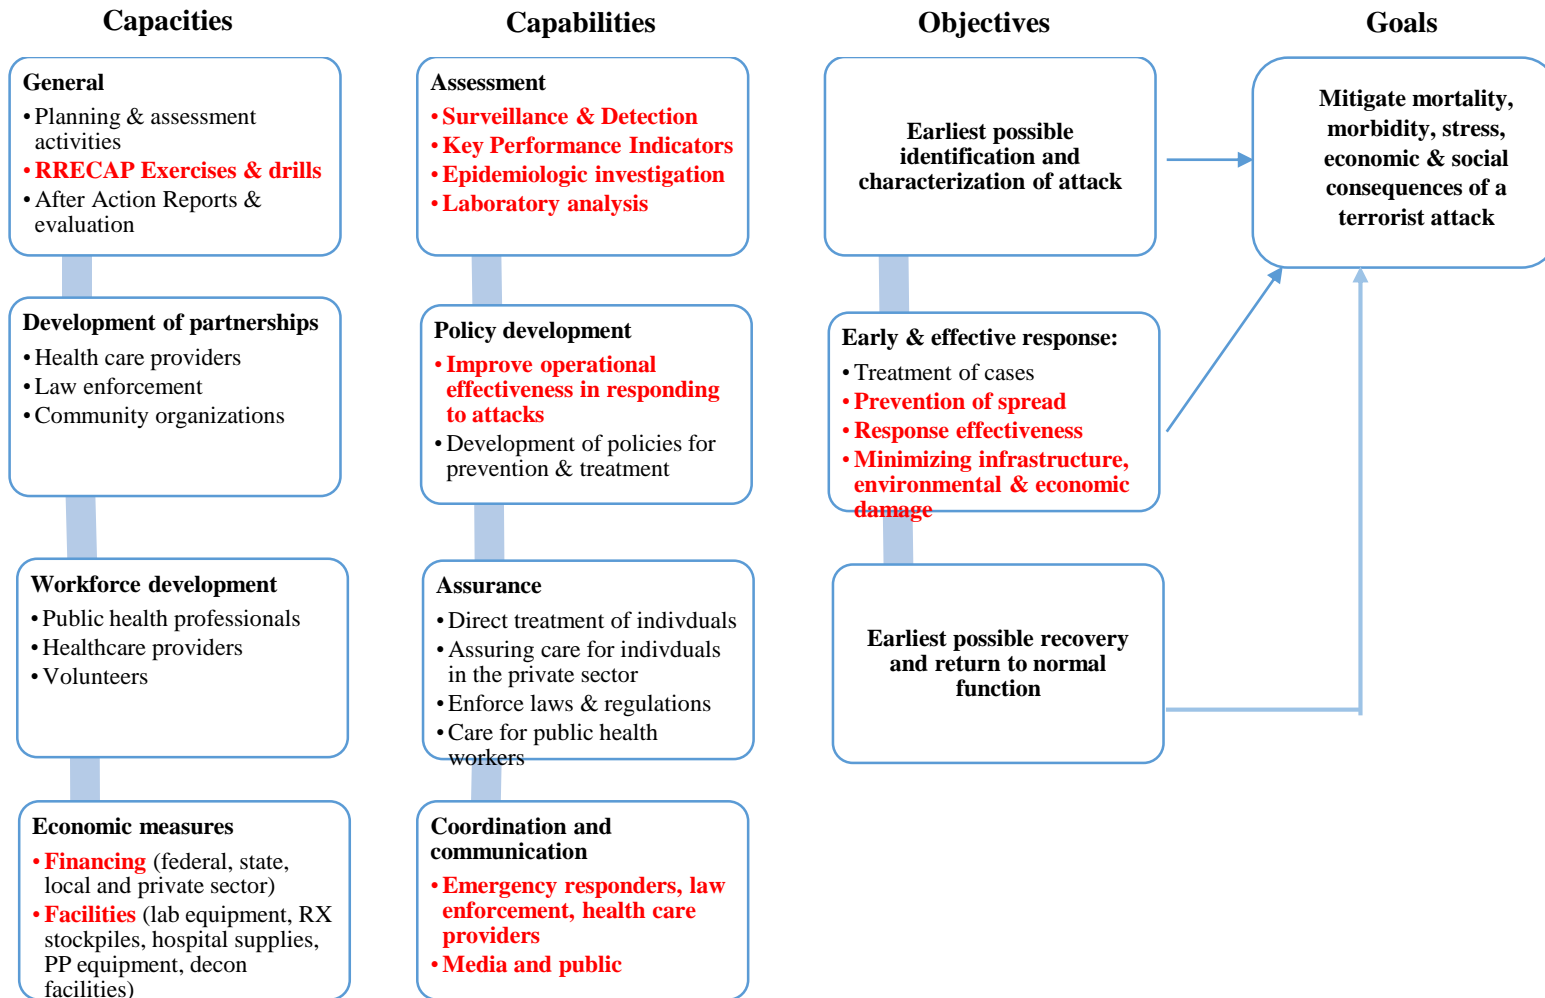 Capacities
General
• Planning & assessment
activities
• RRECAP Exercises & drills
• After Action Reports &
evaluation
Development of partnerships
• Health care providers
• Law enforcement
• Community organizations
Workforce development
• Public health professionals
• Healthcare providers
• Volunteers
Economic measures
• Financing (federal, state,
local and private sector)
• Facilities (lab equipment, RX
stockpiles, hospital supplies,
PP equipment, decon
facilities)
Capabilities
Assessment
• Surveillance & Detection
• Key Performance Indicators
• Epidemiologic investigation
• Laboratory analysis
Policy development
• Improve operational
effectiveness in responding
to attacks
• Development of policies for
prevention & treatment
Assurance
• Direct treatment of indivduals
• Assuring care for indivduals
in the private sector
• Enforce laws & regulations
• Care for public health
workers
Coordination and
communication
• Emergency responders, law
enforcement, health care
providers
• Media and public
Objectives
Earliest possible
identification and
characterization of attack
Early & effective response:
• Treatment of cases
• Prevention of spread
• Response effectiveness
• Minimizing infrastructure,
environmental & economic
damage
Earliest possible recovery
and return to normal
function
Goals
Mitigate mortality,
morbidity, stress,
economic & social
consequences of a
terrorist attack